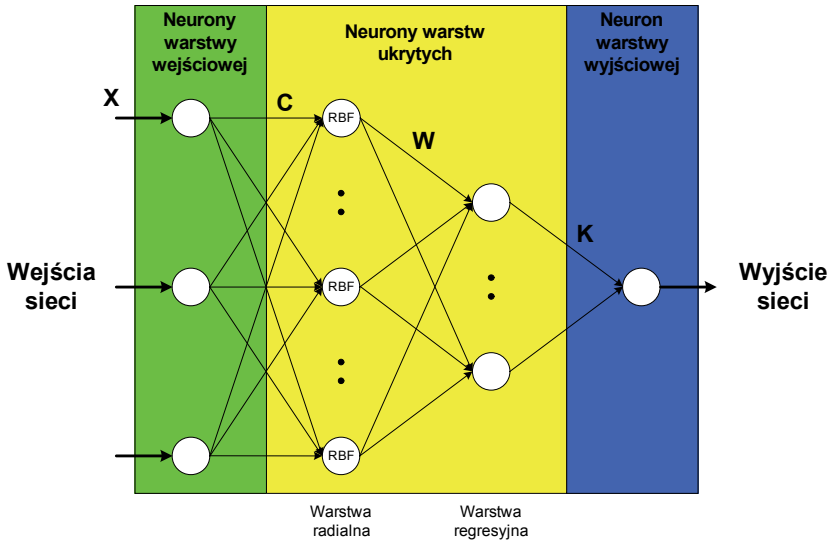 Neurony
warstwy
wejściowej
Neurony warstw
ukrytych
Neuron
warstwy
wyjściowej
X
C
RBF
W
K
Wejścia
sieci
RBF
Wyjście
sieci
RBF
Warstwa
radialna
Warstwa
regresyjna